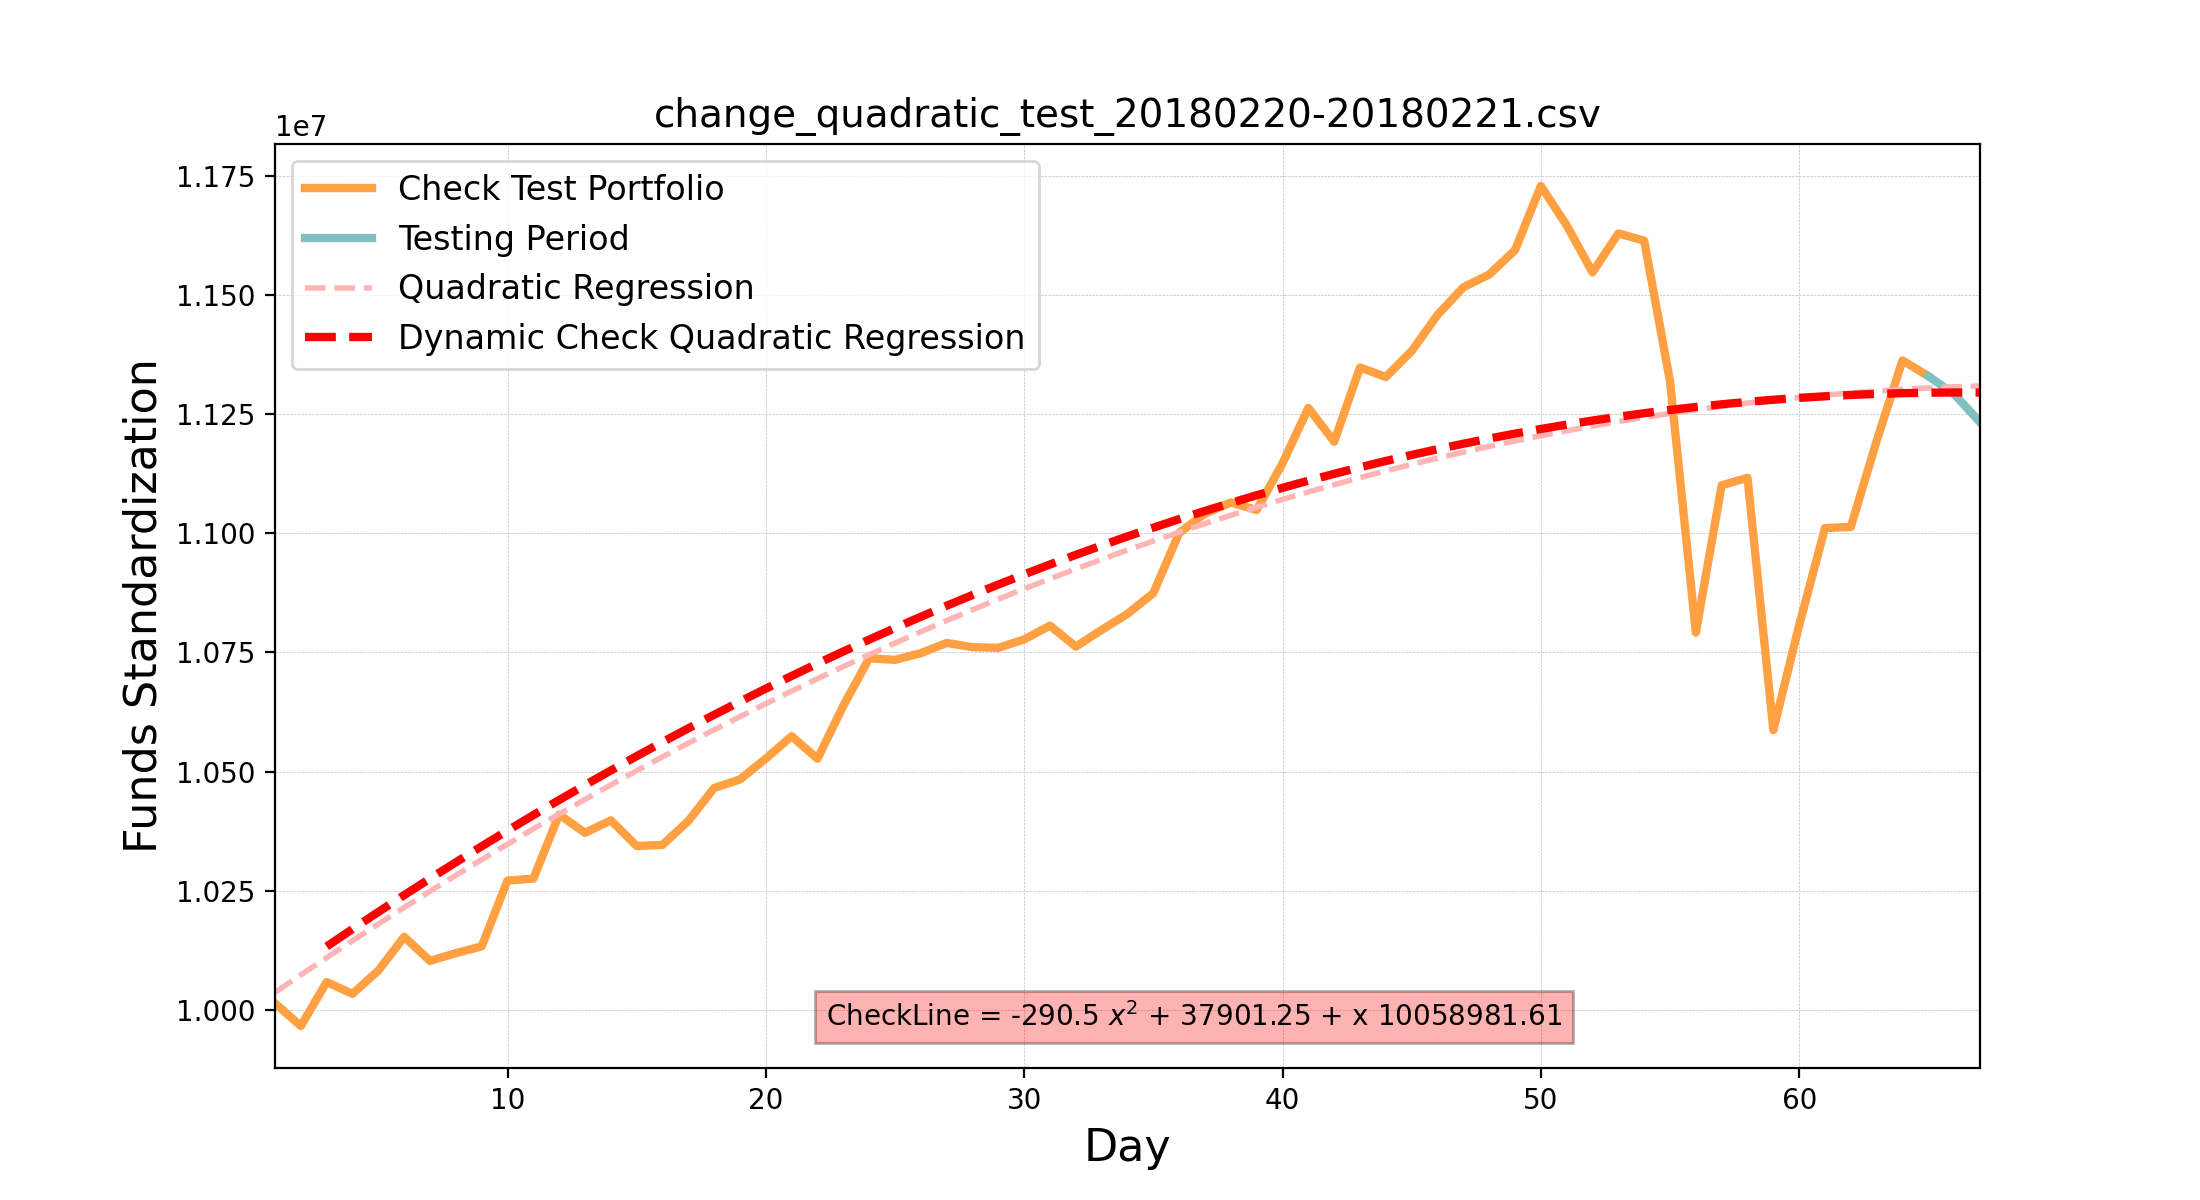 change_quadratic_test_20180220-20180221.csv
1e7
Check Test Portfolio
Testing Period
Quadratic Regression
Dynamic Check Quadratic Regression
Funds Standardization
1.175
1.150
1.125
1.100
1.075
1.050
1.025
1.000
CheckLine = -290.5 x² + 37901.25 + x 10058981.61
10 20 30 40 50 60
Day